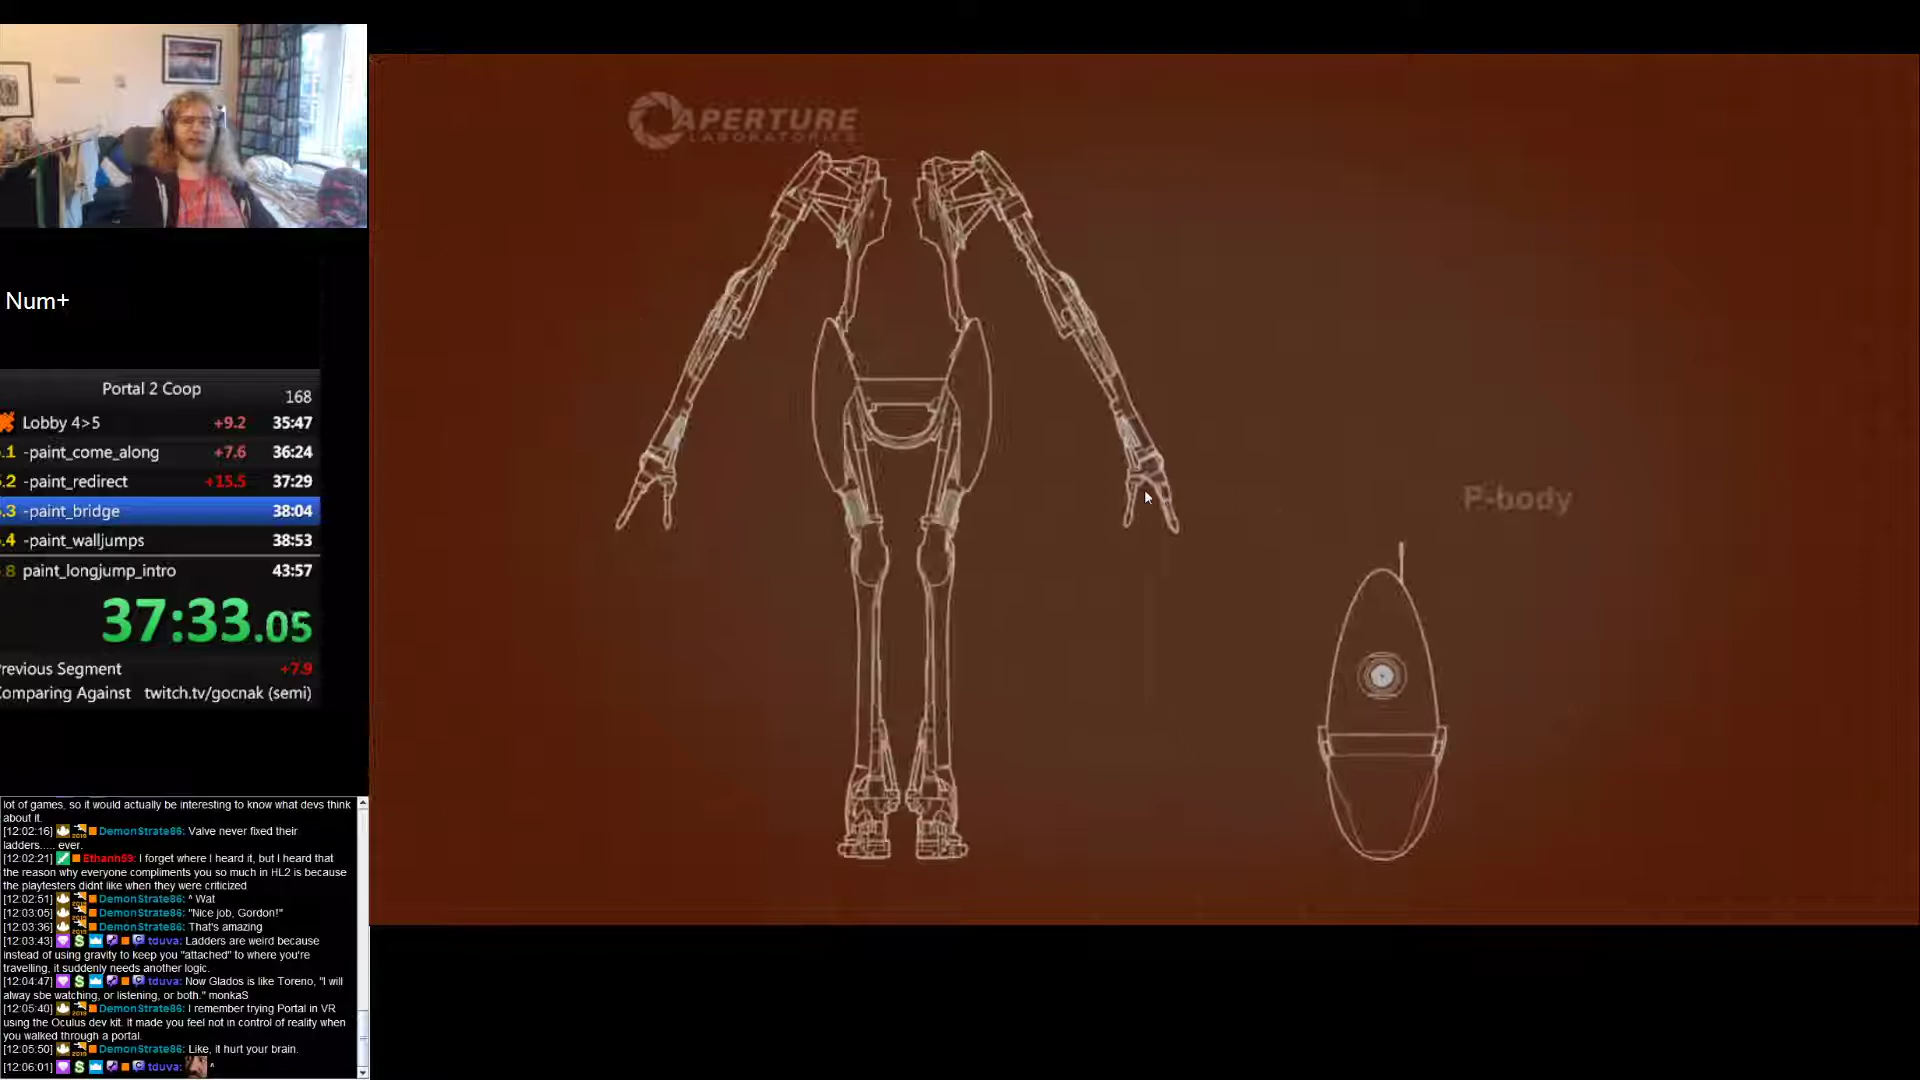 APERTURE
LABORATORIES
Num+
Portal 2 Coop
168
Lobby 4>5 +9.2 35:47
.1 -paint_come_along +7.6 36:24
.2 -paint_redirect +15.5 37:29
.3 -paint_bridge 38:04
.4 -paint_walljumps 38:53
.8 paint_longjump_intro 43:57
37:33.05
revious Segment +7.9
omparing Against twitch.tv/gocnak (semi)
P-body
lot of games, so it would actually be interesting to know what devs think
about it.
[12:02:16] DemonStrate86: Valve never fixed their
ladders..... ever.
[12:02:21] Ethanh59: I forget where I heard it, but I heard that
the reason why everyone compliments you so much in HL2 is because
the playtesters didnt like when they were criticized
[12:02:51] DemonStrate86: ^ Wat
[12:03:05] DemonStrate86: "Nice job, Gordon!"
[12:03:36] DemonStrate86: That's amazing
[12:03:43] tduva: Ladders are weird because
instead of using gravity to keep you "attached" to where you're
travelling, it suddenly needs another logic.
[12:04:47] tduva: Now Glados is like Toreno, "I will
alway sbe watching, or listening, or both." monkaS
[12:05:40] DemonStrate86: I remember trying Portal in VR
using the Oculus dev kit. It made you feel not in control of reality when
you walked through a portal.
[12:05:50] DemonStrate86: Like, it hurt your brain.
[12:06:01] tduva: ^